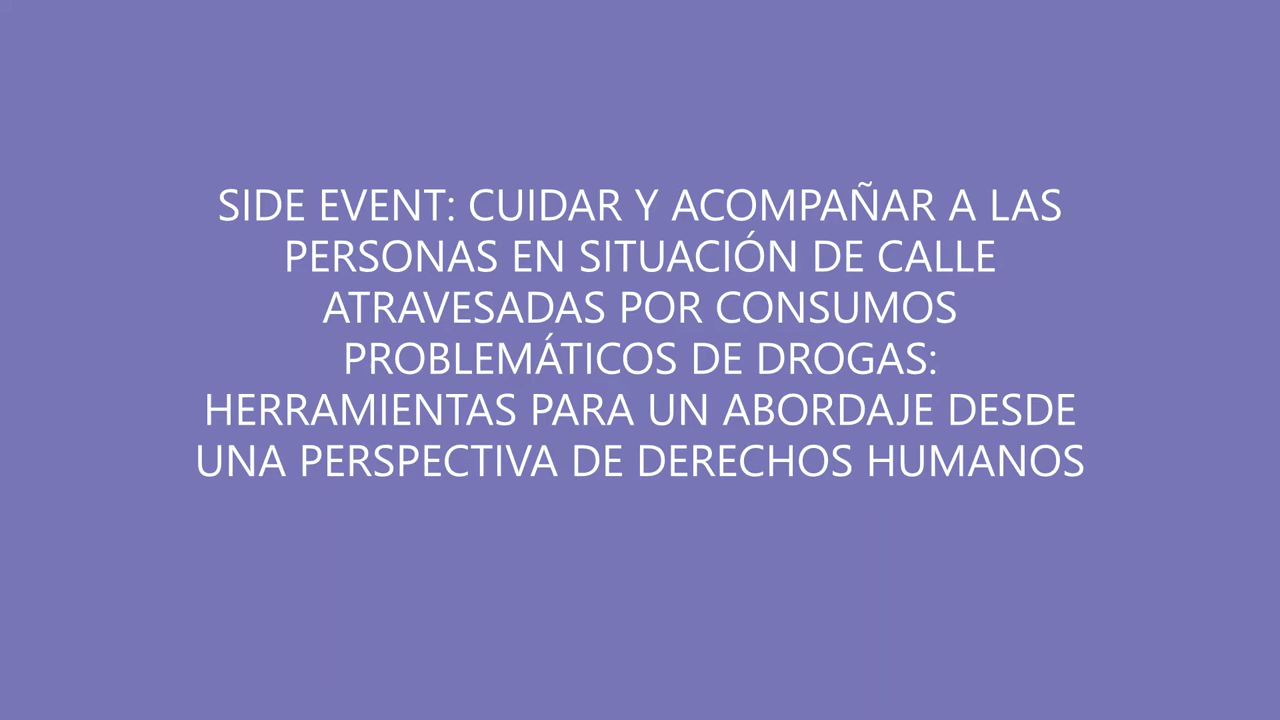 SIDE EVENT: CUIDAR Y ACOMPAÑAR A LAS
PERSONAS EN SITUACIÓN DE CALLE
ATRAVESADAS POR CONSUMOS
PROBLEMÁTICOS DE DROGAS:
HERRAMIENTAS PARA UN ABORDAJE DESDE
UNA PERSPECTIVA DE DERECHOS HUMANOS